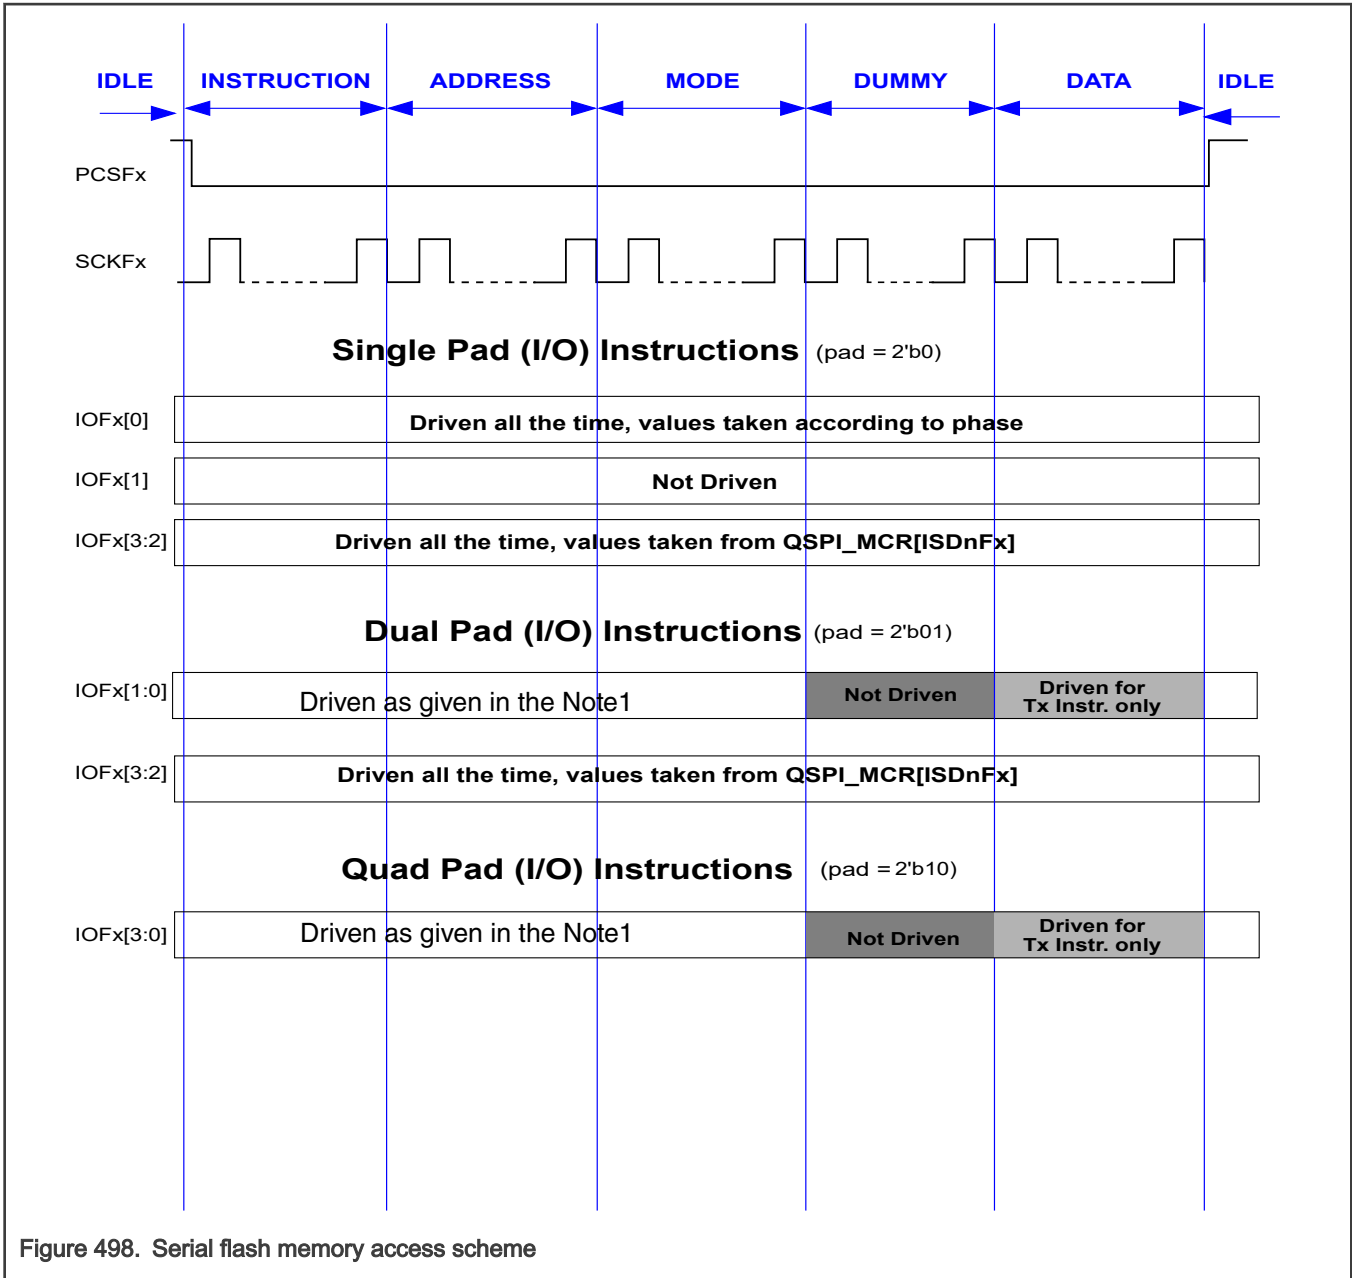 IDLE INSTRUCTION ADDRESS MODE DUMMY DATA IDLE
PCSFx
SCKFx
Single Pad (I/O) Instructions (pad = 2'b0)
IOFx[0] Driven all the time, values taken according to phase
IOFx[1] Not Driven
IOFx[3:2] Driven all the time, values taken from QSPI_MCR[ISDnFx]
Dual Pad (I/O) Instructions (pad = 2'b01)
IOFx[1:0] Driven as given in the Note1 Not Driven Driven for
Tx Instr. only
IOFx[3:2] Driven all the time, values taken from QSPI_MCR[ISDnFx]
Quad Pad (I/O) Instructions (pad = 2'b10)
IOFx[3:0] Driven as given in the Note1 Not Driven Driven for
Tx Instr. only
Figure 498. Serial flash memory access scheme